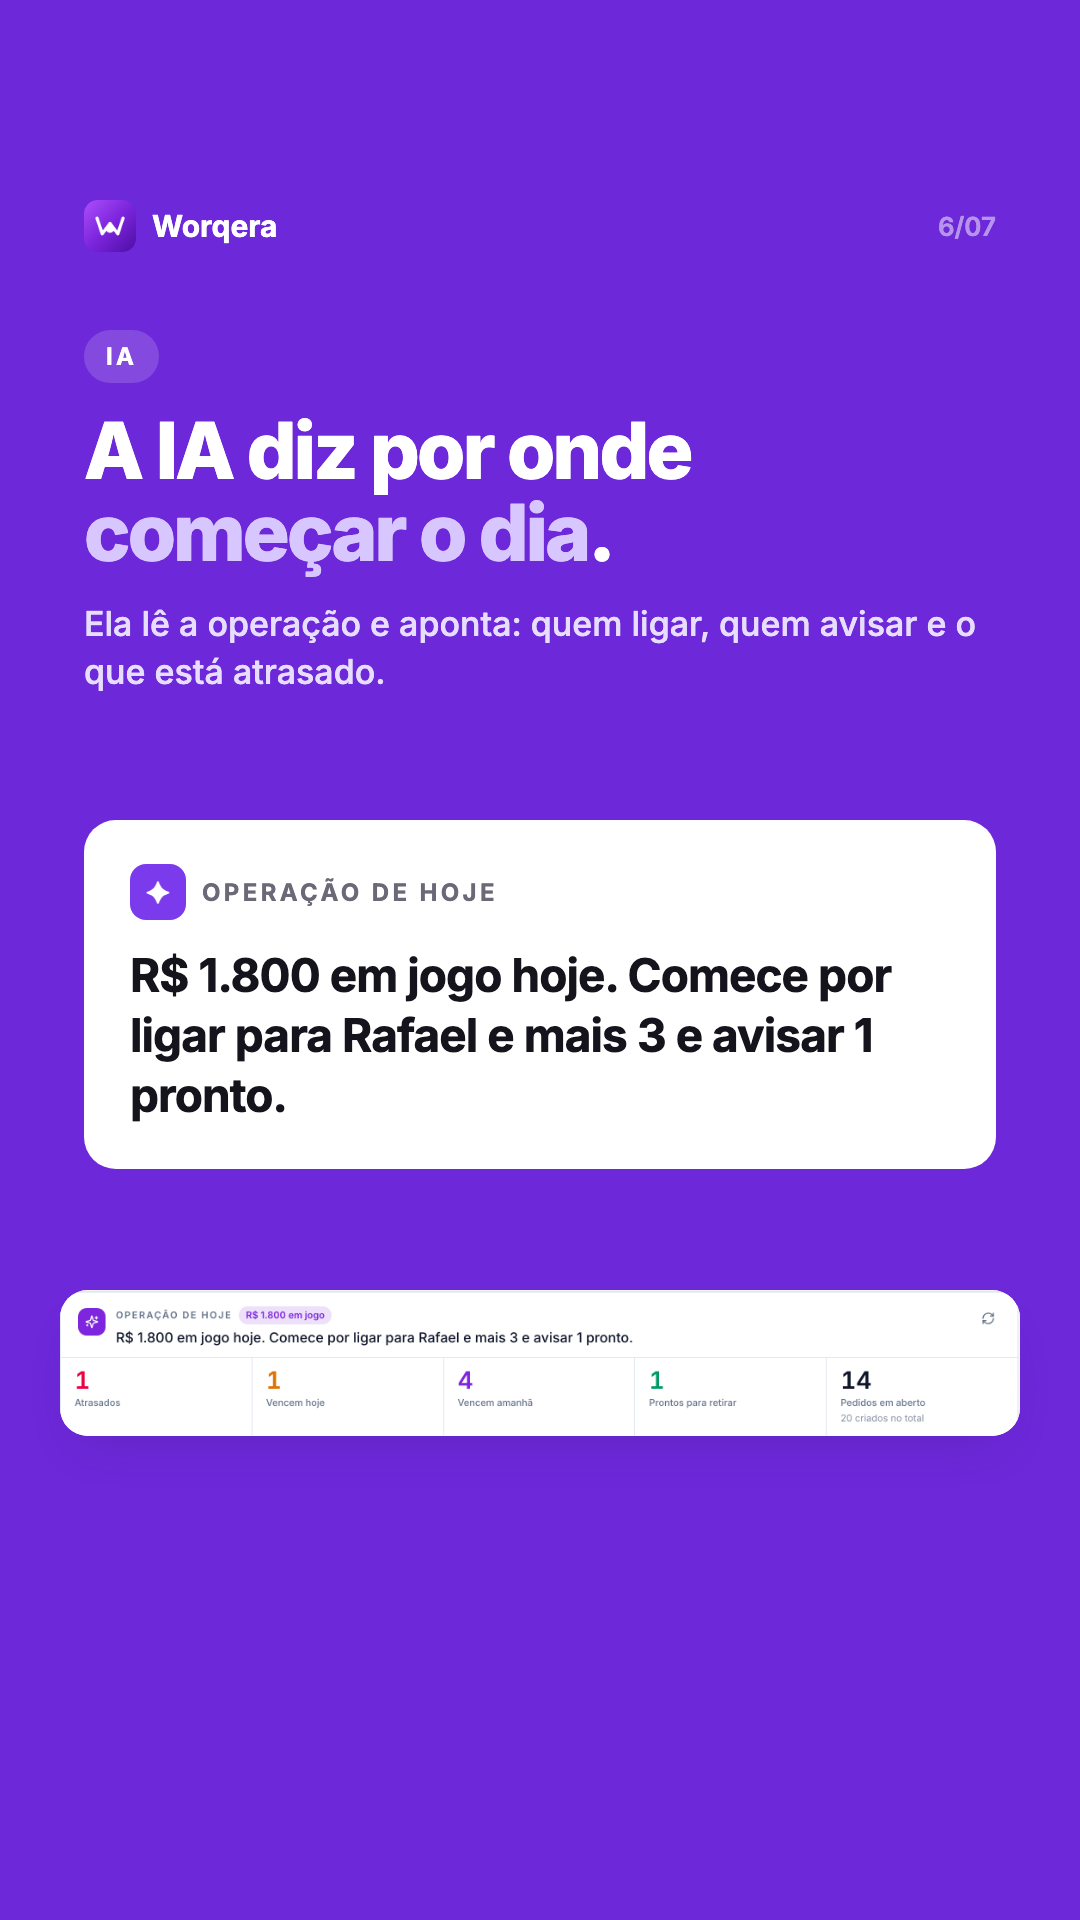 Worqera
6/07
IA
A IA diz por onde
começar o dia.
Ela lê a operação e aponta: quem ligar, quem avisar e o
que está atrasado.
OPERAÇÃO DE HOJE
R$ 1.800 em jogo hoje. Comece por
ligar para Rafael e mais 3 e avisar 1
pronto.
OPERAÇÃO DE HOJE R$ 1.800 em jogo
R$ 1.800 em jogo hoje. Comece por ligar para Rafael e mais 3 e avisar 1 pronto.
1
Atrasados
1
Vencem hoje
4
Vencem amanhã
1
Prontos para retirar
14
Pedidos em aberto
20 criados no total